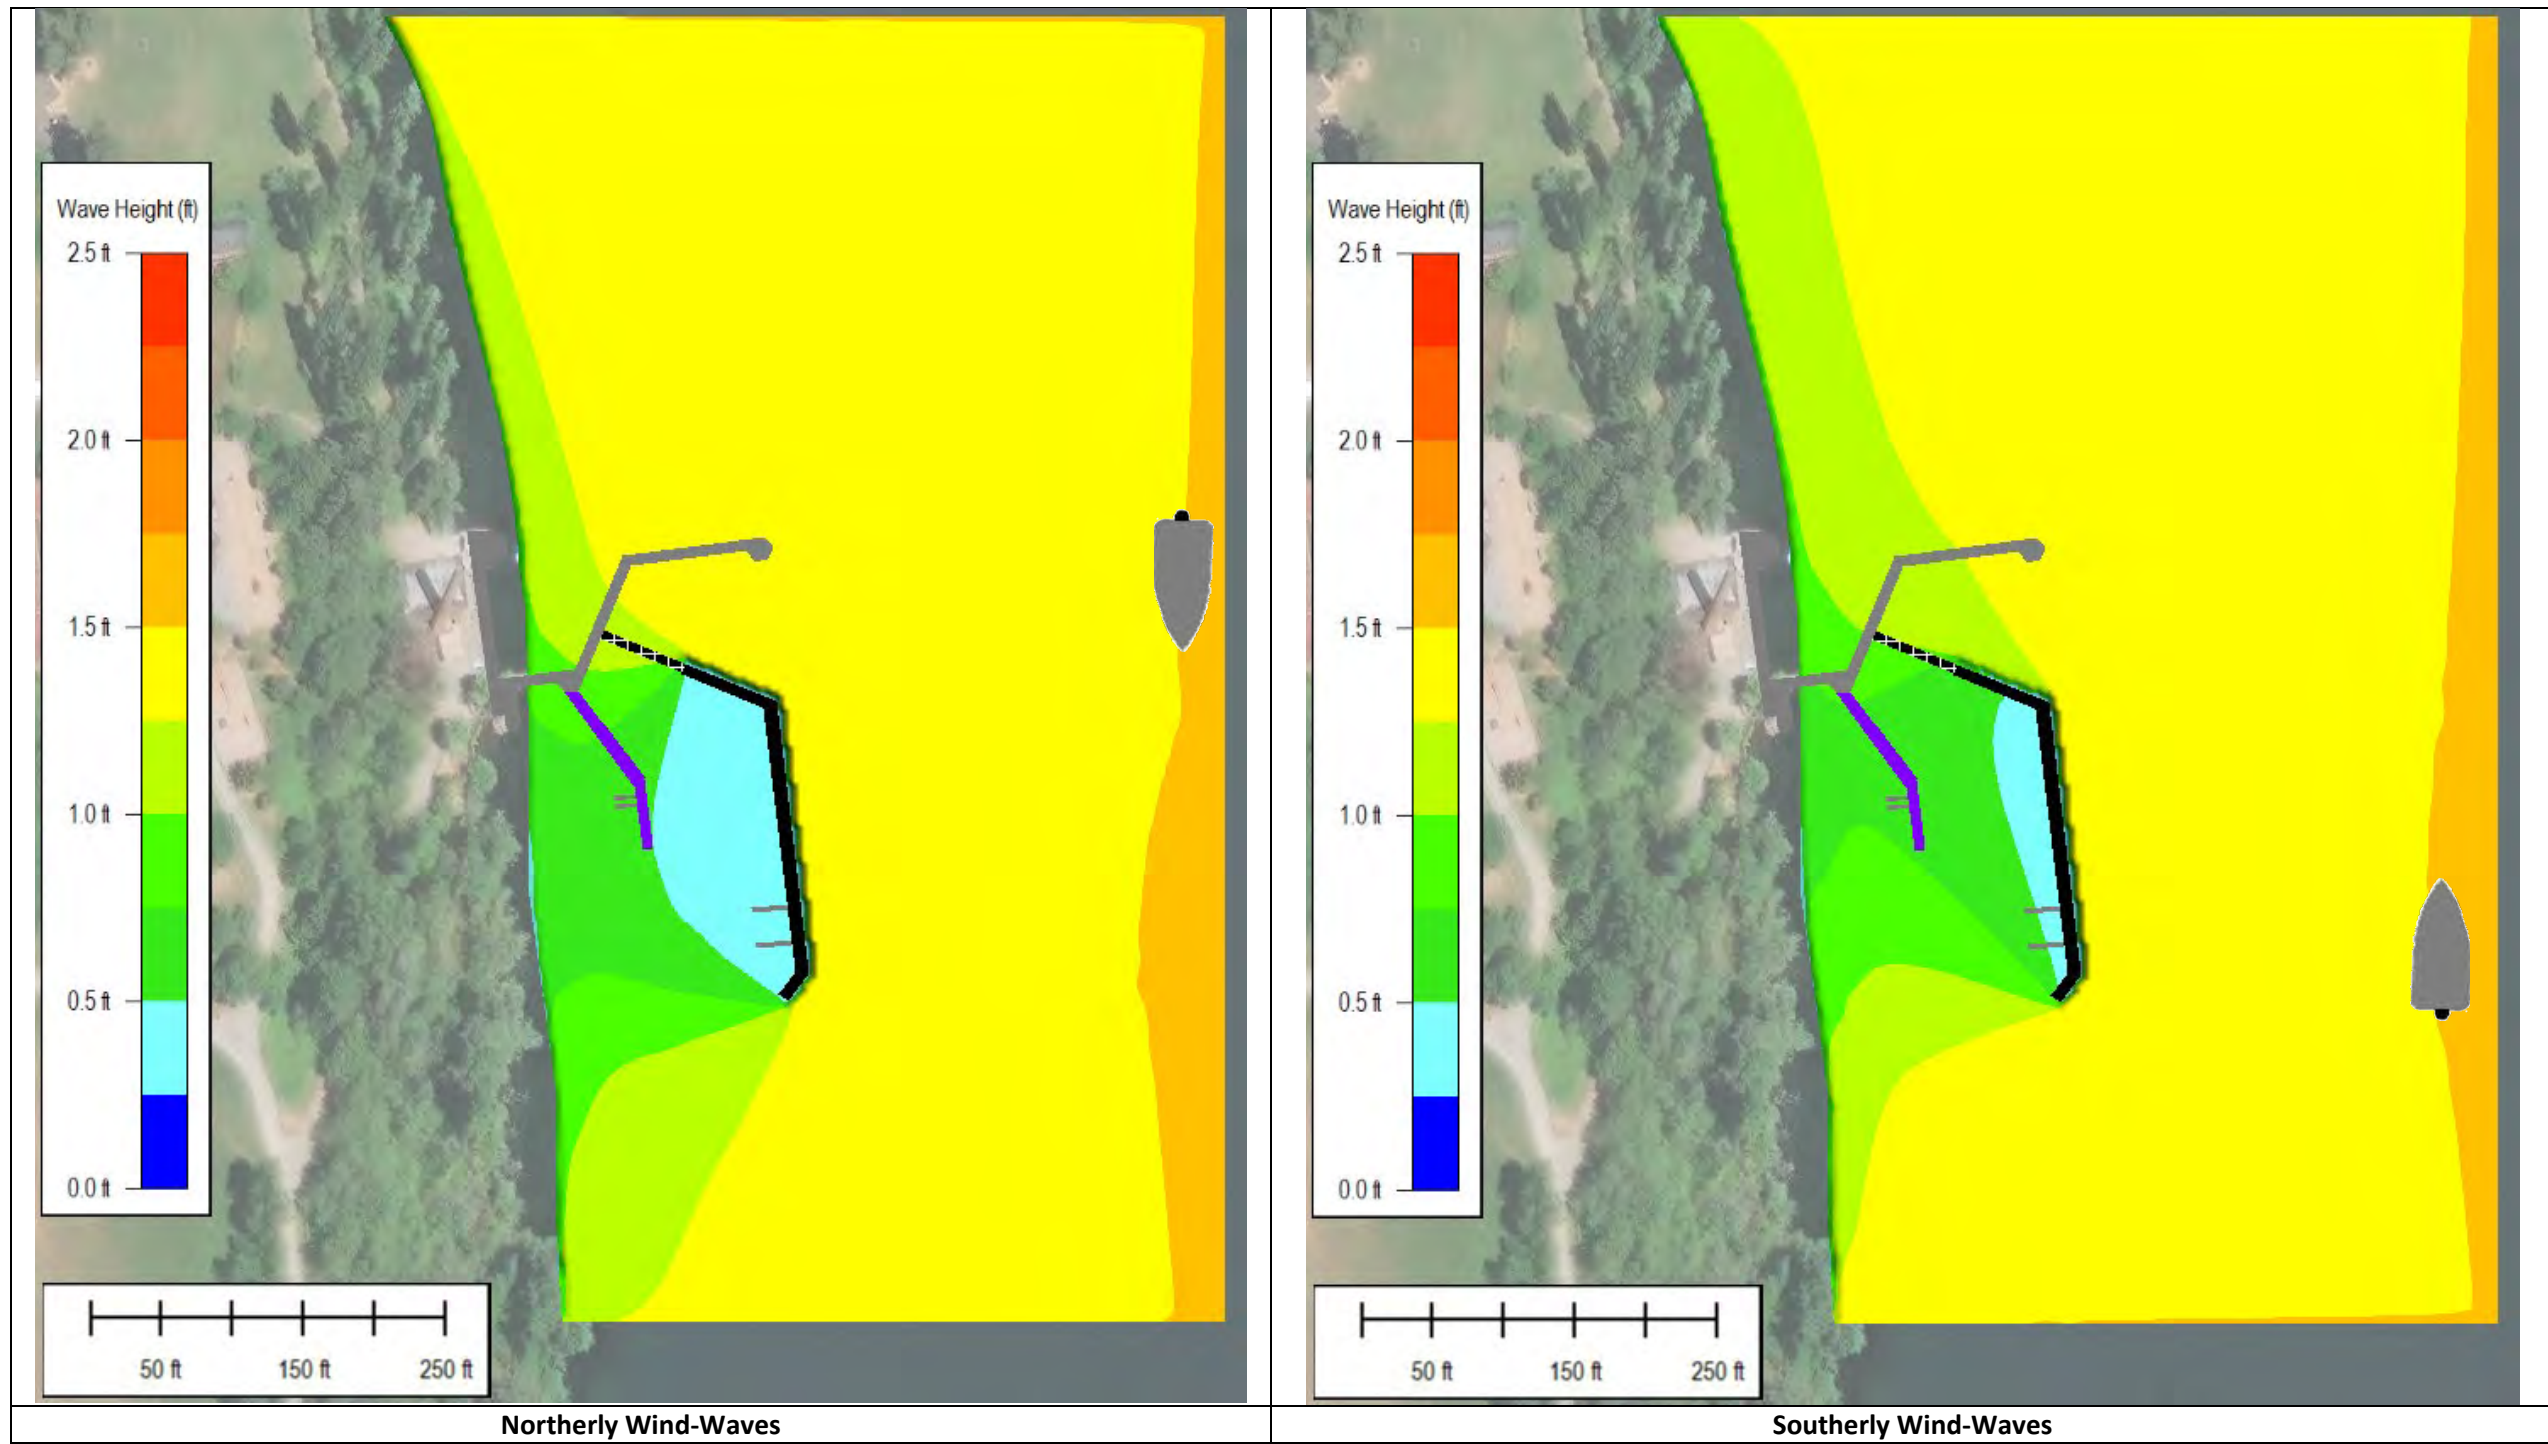 Wave Height (ft)
2.5 ft
2.0 ft
1.5 ft
1.0 ft
0.5 ft
0.0 ft
50 ft 150 ft 250 ft
Northerly Wind-Waves
Wave Height (ft)
2.5 ft
2.0 ft
1.5 ft
1.0 ft
0.5 ft
0.0 ft
50 ft 150 ft 250 ft
Southerly Wind-Waves